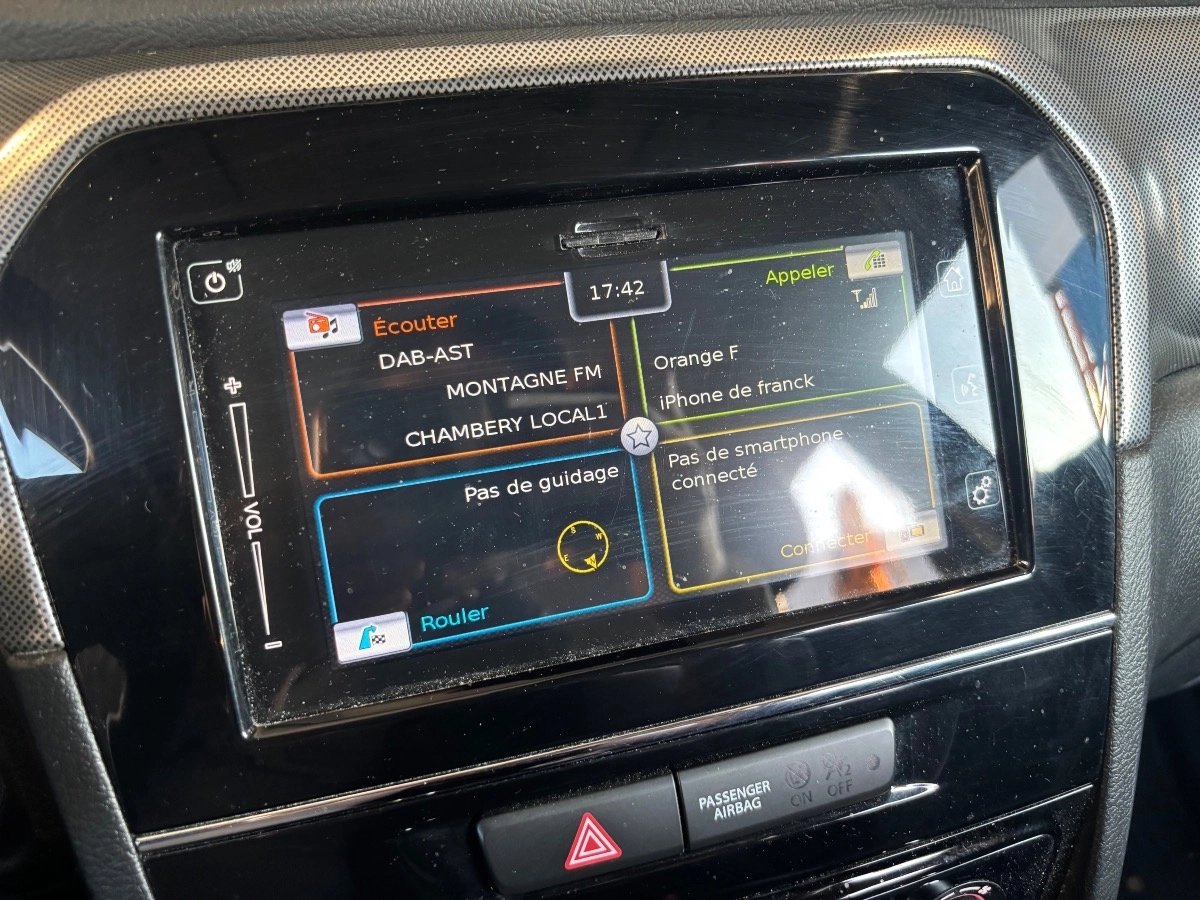 17:42
Écouter
DAB-AST
MONTAGNE FM
CHAMBERY LOCAL1
Appeler
Orange F
iPhone de franck
Pas de guidage
Rouler
Pas de smartphone
connecté
Connecter
S
W
E
N
+
VOL
−
PASSENGER
AIRBAG
ON
2
OFF